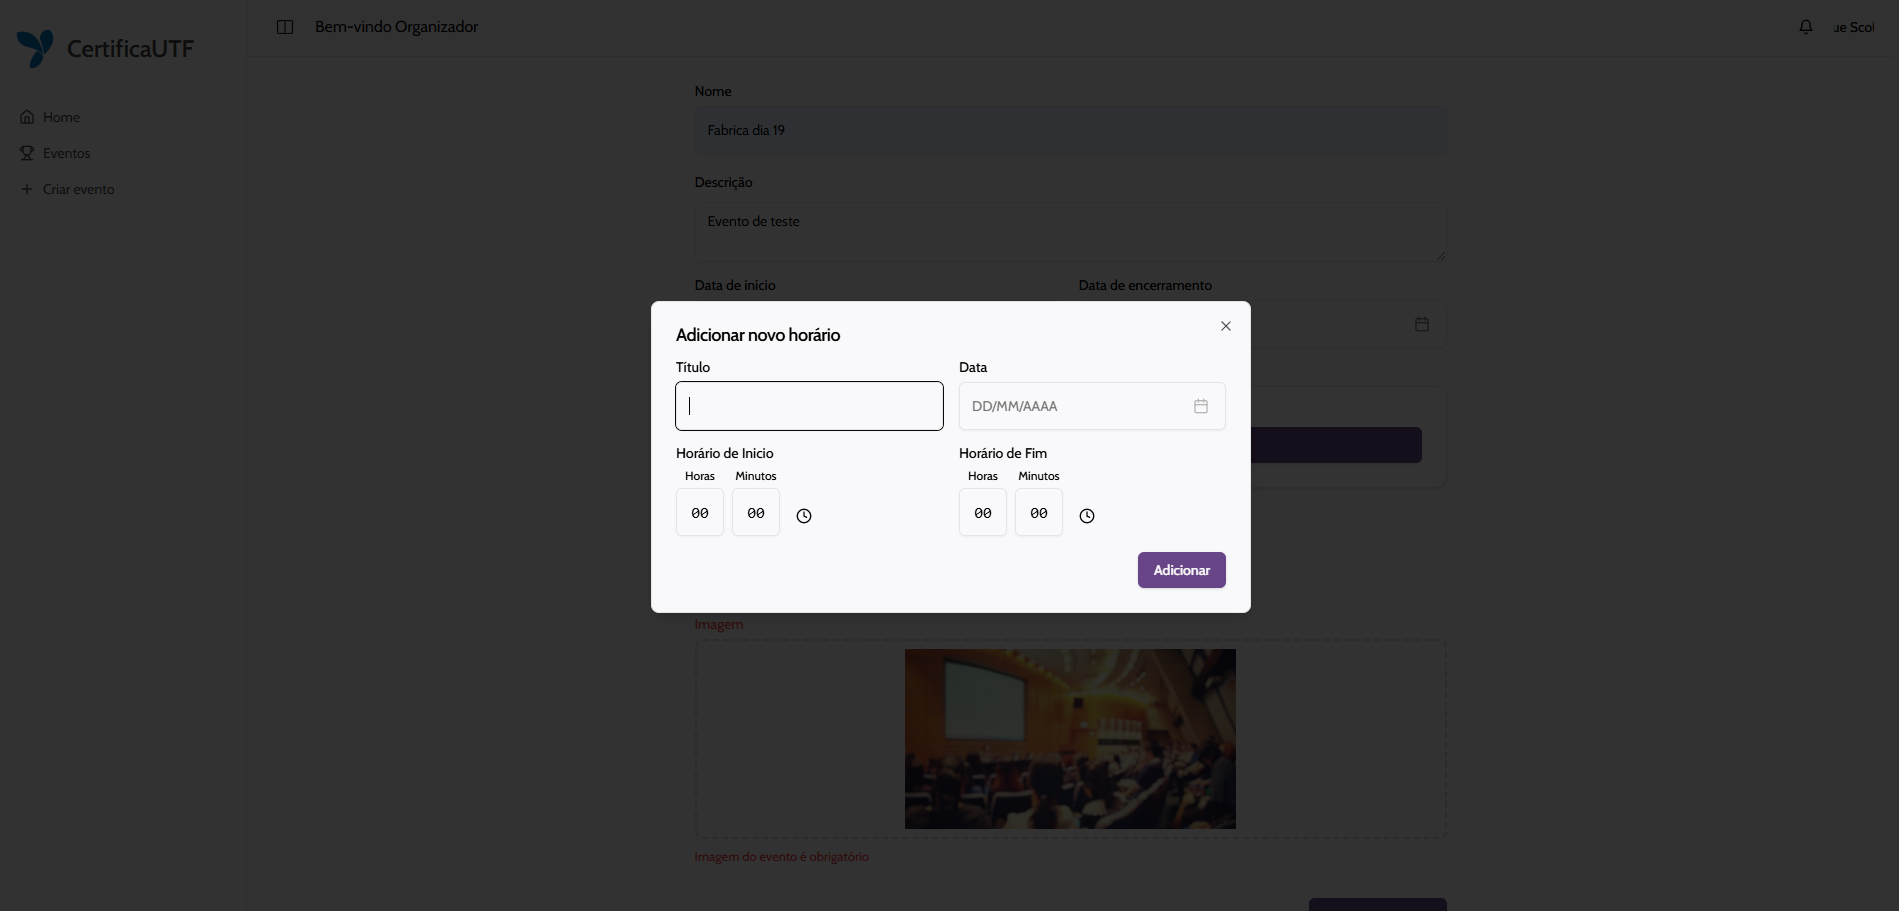 CertificaUTF
Home
Eventos
Criar evento
Bem-vindo Organizador
ue Scol
Nome
Fabrica dia 19
Descrição
Evento de teste
Data de início
Data de encerramento
Adicionar novo horário
Título
Data
DD/MM/AAAA
Horário de Inicio
Horário de Fim
Horas
Minutos
Horas
Minutos
00
00
00
00
Adicionar
Imagem
Imagem do evento é obrigatório